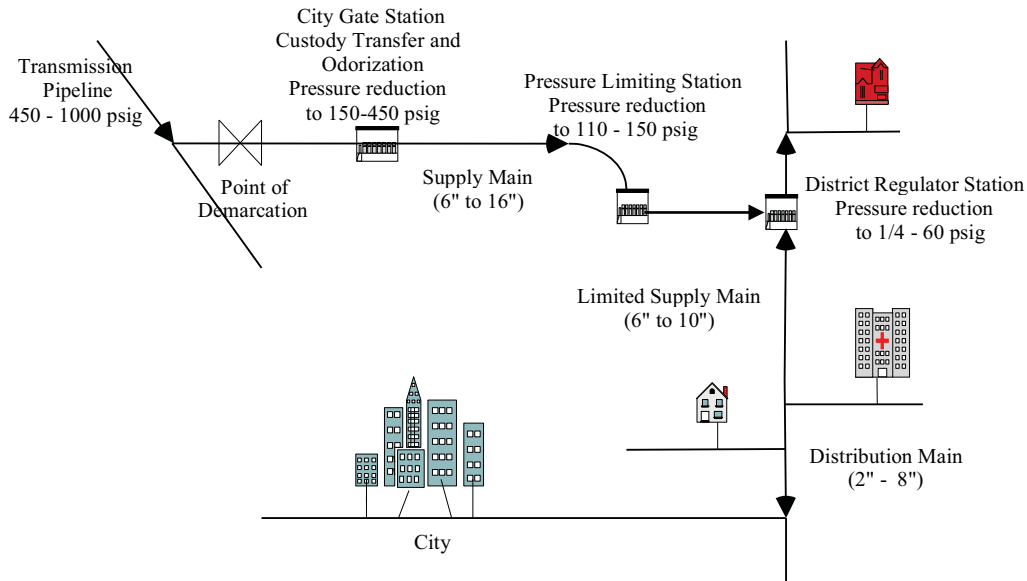 City Gate Station
Custody Transfer and
Odorization
Pressure reduction
to 150-450 psig
Transmission
Pipeline
450 - 1000 psig
Pressure Limiting Station
Pressure reduction
to 110 - 150 psig
Point of
Demarcation
Supply Main
(6" to 16")
District Regulator Station
Pressure reduction
to 1/4 - 60 psig
Limited Supply Main
(6" to 10")
Distribution Main
(2" - 8")
City